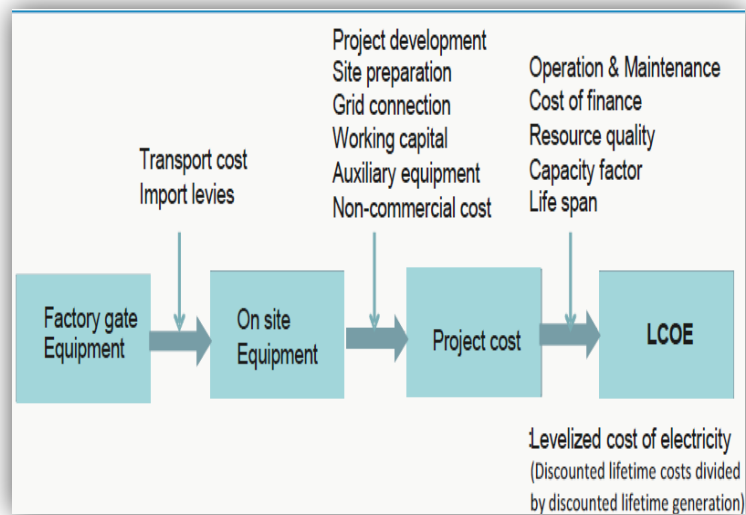 Project development
Site preparation
Grid connection
Working capital
Auxiliary equipment
Non-commercial cost
Operation & Maintenance
Cost of finance
Resource quality
Capacity factor
Life span
Transport cost
Import levies
Factory gate
Equipment
On site
Equipment
Project cost
LCOE
:Levelized cost of electricity
(Discounted lifetime costs divided
by discounted lifetime generation)